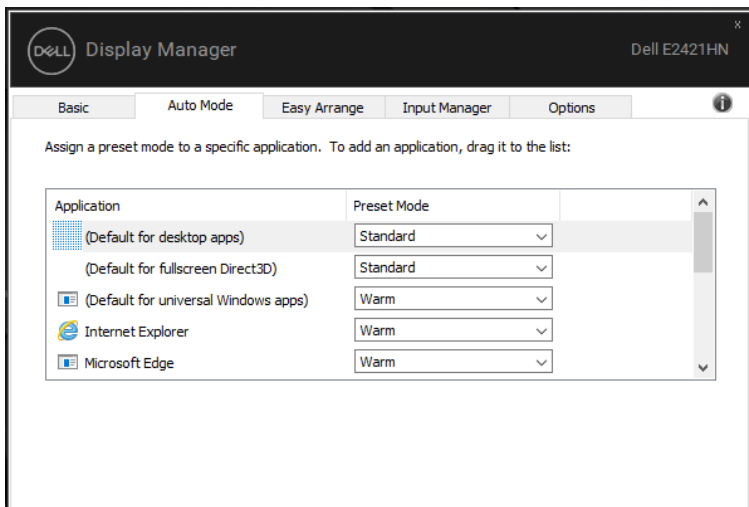 x
DELL Display Manager Dell E2421HN
Basic Auto Mode Easy Arrange Input Manager Options i
Assign a preset mode to a specific application. To add an application, drag it to the list:
Application Preset Mode
(Default for desktop apps) Standard
(Default for fullscreen Direct3D) Standard
(Default for universal Windows apps) Warm
Internet Explorer Warm
Microsoft Edge Warm